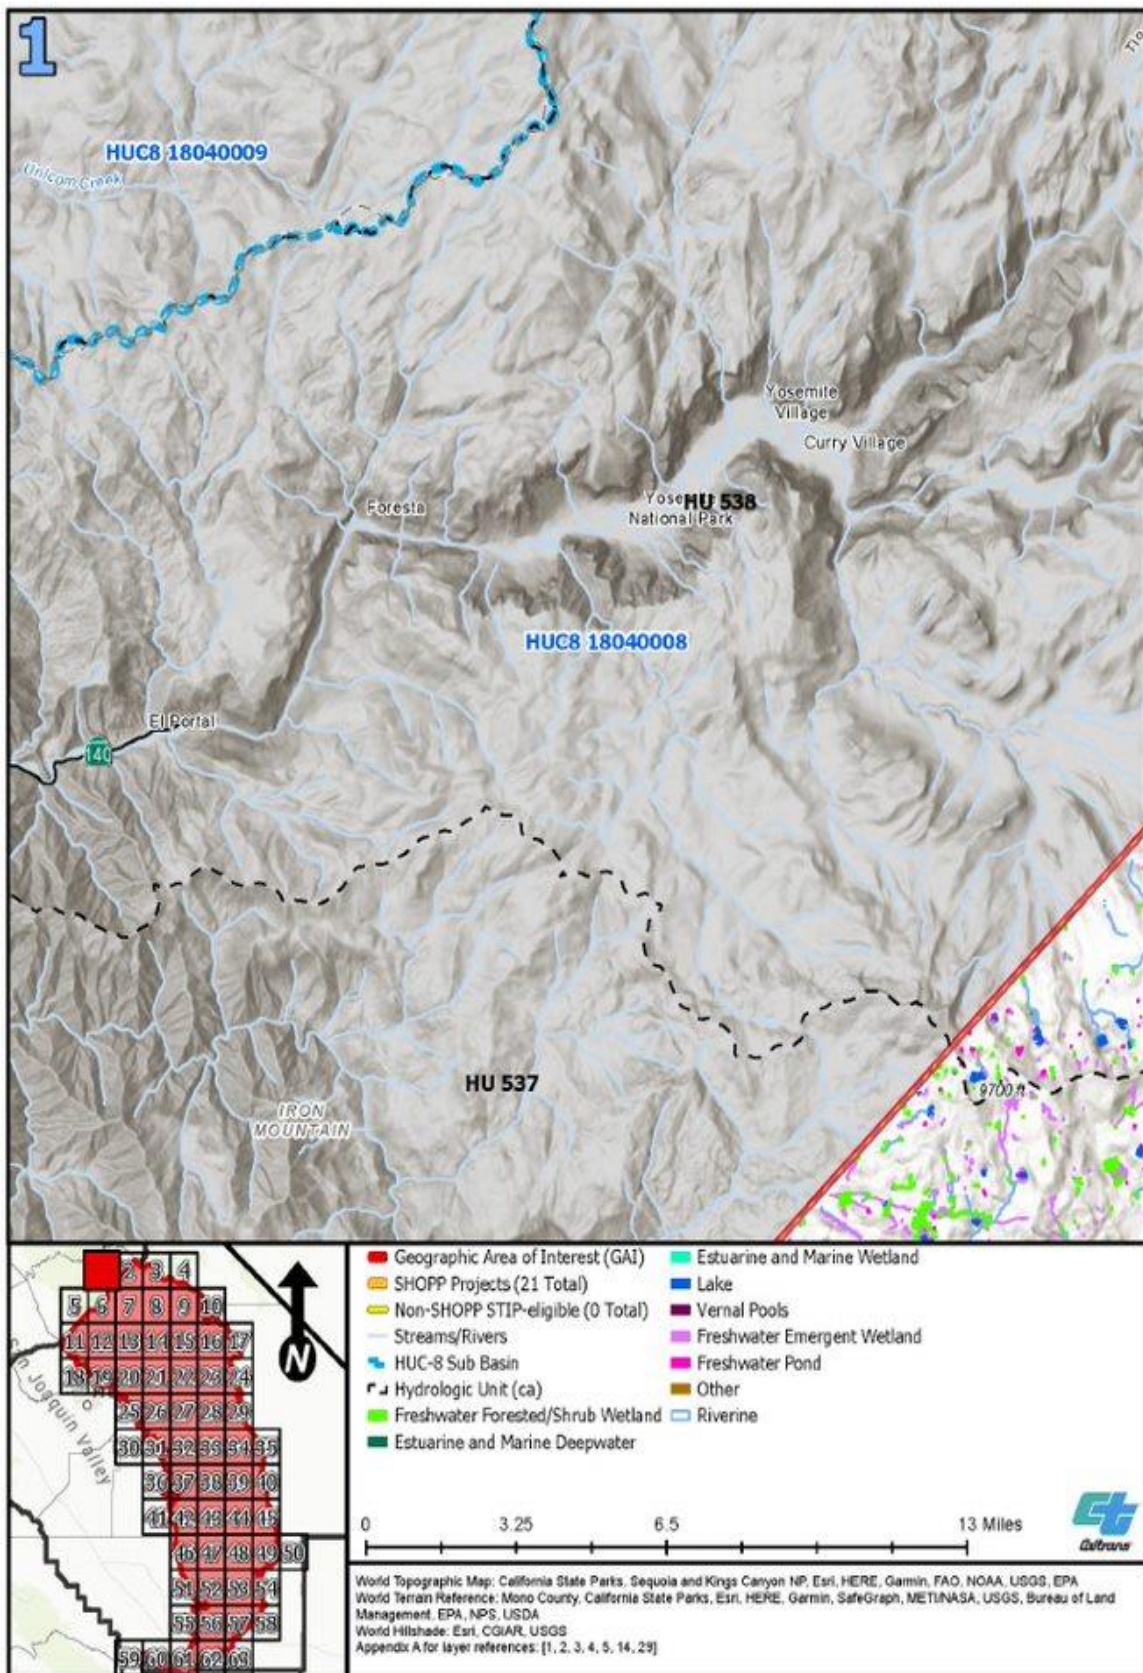 1
Tio
HUC8 18040009
Unicorn Creek
Yosemite
Village
Curry Village
Foresta
HU 538
National Park
HUC8 18040008
El Portal
140
HU 537
9700 ft
IRON
MOUNTAIN
2 3 4
5 6 7 8 9 10
11 12 13 14 15 16 17
18 19 20 21 22 23 24
25 26 27 28 29
30 31 32 33 34 35
36 37 38 39 40
41 42 43 44 45
46 47 48 49 50
51 52 53 54
55 56 57 58
59 60 61 62 63
San Joaquin Valley
N
Geographic Area of Interest (GAI)
SHOPP Projects (21 Total)
Non-SHOPP STIP-eligible (0 Total)
Streams/Rivers
HUC-8 Sub Basin
Hydrologic Unit (ca)
Freshwater Forested/Shrub Wetland
Estuarine and Marine Deepwater
Estuarine and Marine Wetland
Lake
Vernal Pools
Freshwater Emergent Wetland
Freshwater Pond
Other
Riverine
0 3.25 6.5 13 Miles
Caltrans
World Topographic Map: California State Parks, Sequoia and Kings Canyon NP, Esri, HERE, Garmin, FAO, NOAA, USGS, EPA
World Terrain Reference: Mono County, California State Parks, Esri, HERE, Garmin, SafeGraph, METI/NASA, USGS, Bureau of Land
Management, EPA, NPS, USDA
World Hillshade: Esri, CGIAR, USGS
Appendix A for layer references: [1, 2, 3, 4, 5, 14, 29]